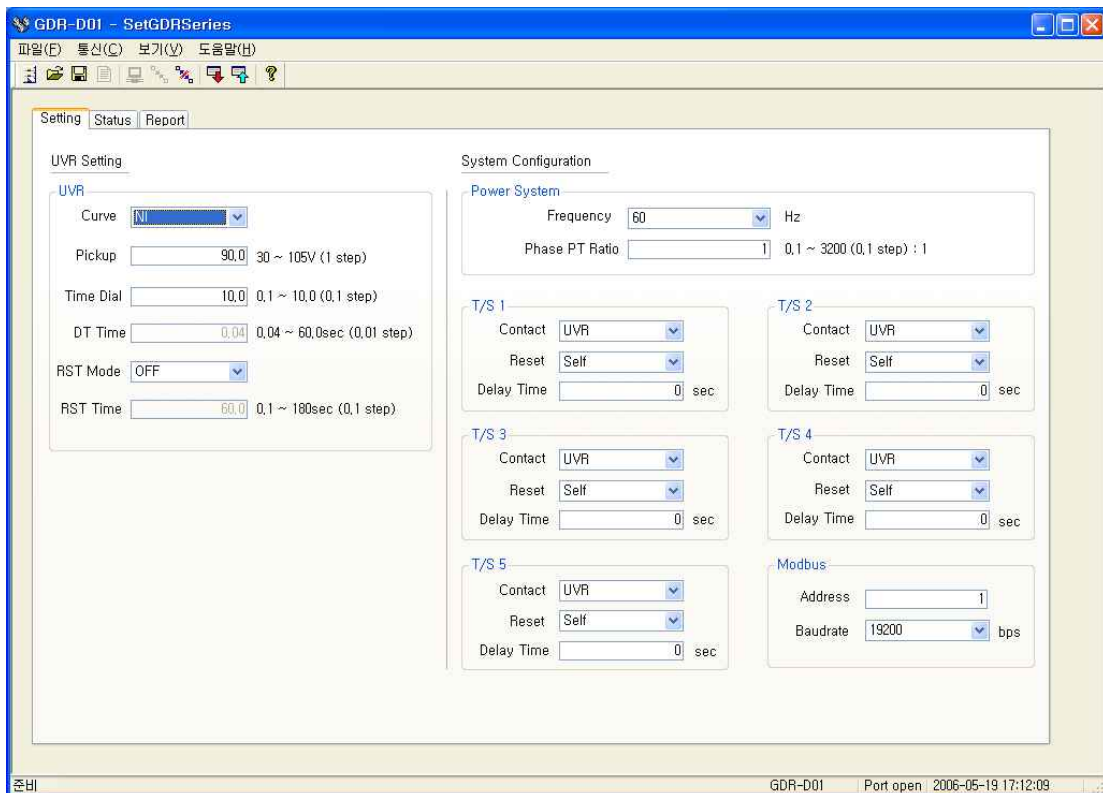 GDR-D01 - SetGDRSeries
파일(F) 통신(C) 보기(V) 도움말(H)
Setting Status Report
UVR Setting
UVR
Curve NI
Pickup 90,0 30 ~ 105V (1 step)
Time Dial 10,0 0,1 ~ 10,0 (0,1 step)
DT Time 0,04 0,04 ~ 60,0sec (0,01 step)
RST Mode OFF
RST Time 60,0 0,1 ~ 180sec (0,1 step)
System Configuration
Power System
Frequency 60 Hz
Phase PT Ratio 1 0,1 ~ 3200 (0,1 step) : 1
T/S 1
Contact UVR
Reset Self
Delay Time 0 sec
T/S 2
Contact UVR
Reset Self
Delay Time 0 sec
T/S 3
Contact UVR
Reset Self
Delay Time 0 sec
T/S 4
Contact UVR
Reset Self
Delay Time 0 sec
T/S 5
Contact UVR
Reset Self
Delay Time 0 sec
Modbus
Address 1
Baudrate 19200 bps
준비 GDR-D01 Port open 2006-05-19 17:12:09